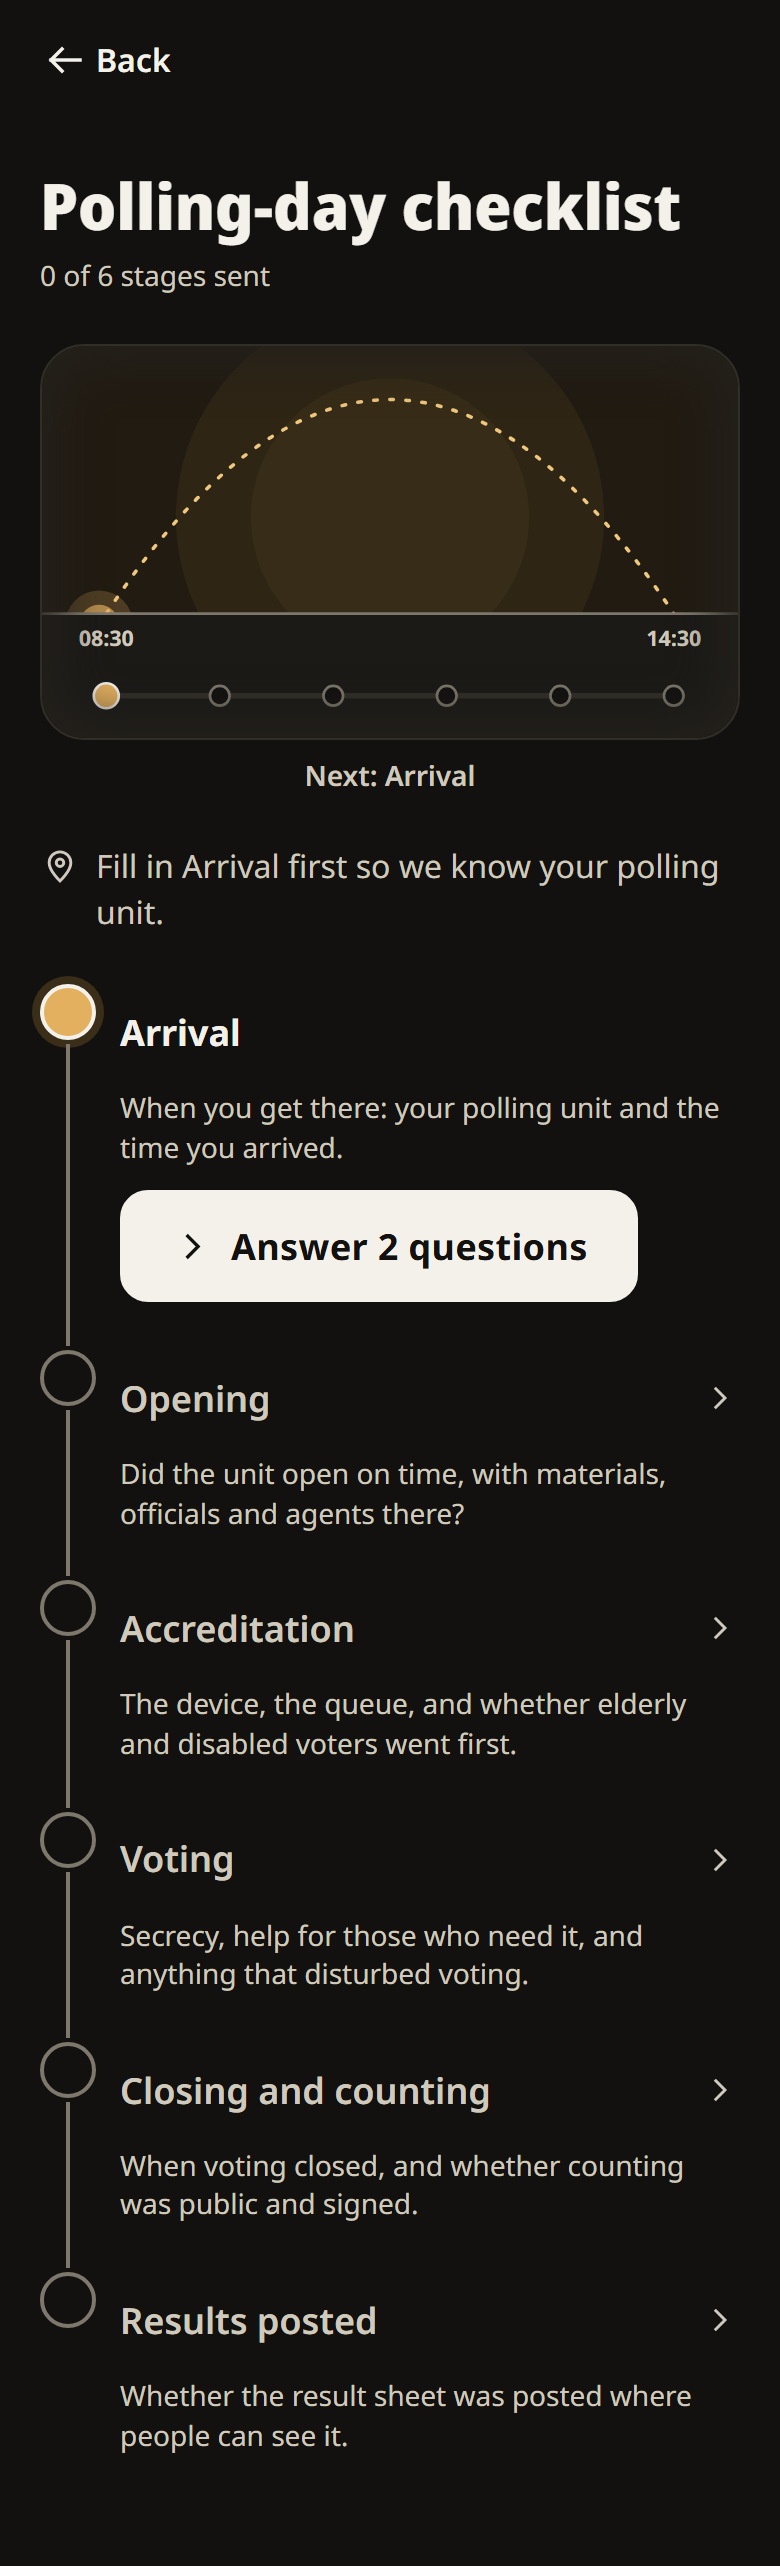 Back
Polling-day checklist
0 of 6 stages sent
08:30
14:30
Next: Arrival
Fill in Arrival first so we know your polling
unit.
Arrival
When you get there: your polling unit and the
time you arrived.
Answer 2 questions
Opening
Did the unit open on time, with materials,
officials and agents there?
Accreditation
The device, the queue, and whether elderly
and disabled voters went first.
Voting
Secrecy, help for those who need it, and
anything that disturbed voting.
Closing and counting
When voting closed, and whether counting
was public and signed.
Results posted
Whether the result sheet was posted where
people can see it.